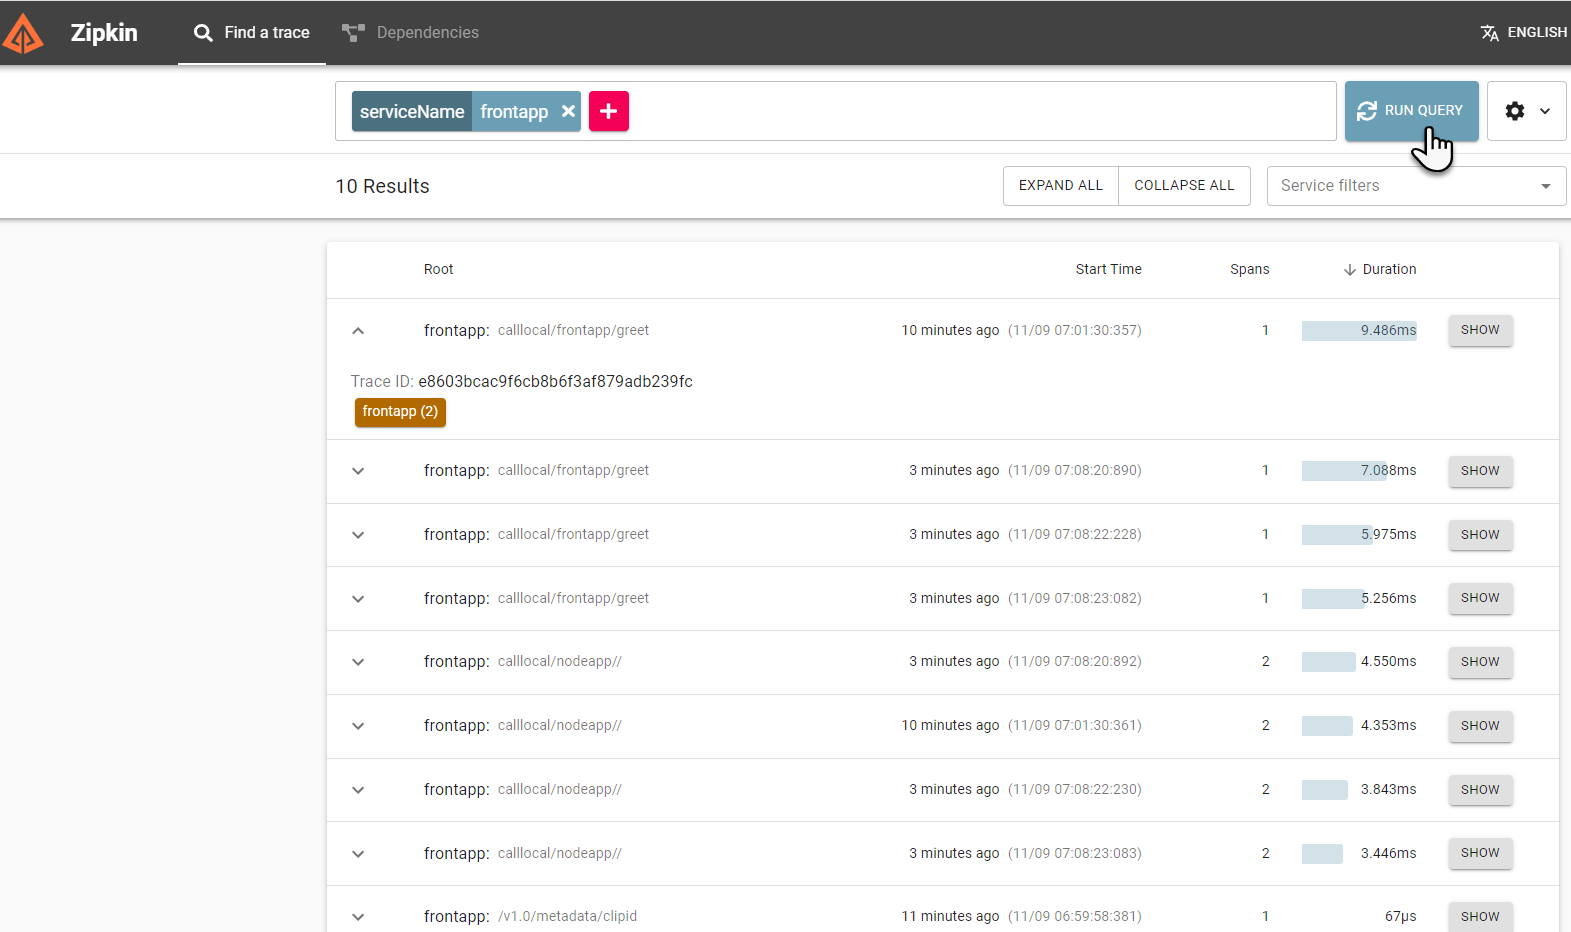 Zipkin Find a trace Dependencies ENGLISH
serviceName frontapp × + RUN QUERY
10 Results EXPAND ALL COLLAPSE ALL Service filters
Root Start Time Spans Duration
frontapp: calllocal/frontapp/greet 10 minutes ago (11/09 07:01:30:357) 1 9.486ms SHOW
Trace ID: e8603bcac9f6cb8b6f3af879adb239fc
frontapp (2)
frontapp: calllocal/frontapp/greet 3 minutes ago (11/09 07:08:20:890) 1 7.088ms SHOW
frontapp: calllocal/frontapp/greet 3 minutes ago (11/09 07:08:22:228) 1 5.975ms SHOW
frontapp: calllocal/frontapp/greet 3 minutes ago (11/09 07:08:23:082) 1 5.256ms SHOW
frontapp: calllocal/nodeapp// 3 minutes ago (11/09 07:08:20:892) 2 4.550ms SHOW
frontapp: calllocal/nodeapp// 10 minutes ago (11/09 07:01:30:361) 2 4.353ms SHOW
frontapp: calllocal/nodeapp// 3 minutes ago (11/09 07:08:22:230) 2 3.843ms SHOW
frontapp: calllocal/nodeapp// 3 minutes ago (11/09 07:08:23:083) 2 3.446ms SHOW
frontapp: /v1.0/metadata/clipid 11 minutes ago (11/09 06:59:58:381) 1 67µs SHOW